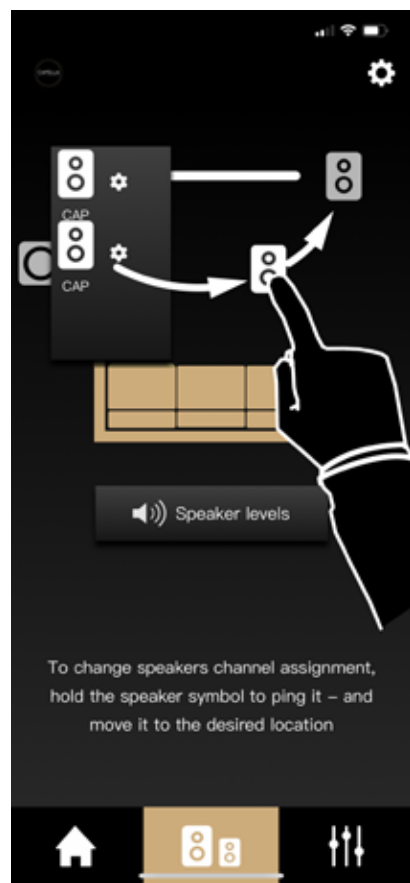 CAP
CAP
Speaker levels
To change speakers channel assignment,
hold the speaker symbol to ping it – and
move it to the desired location